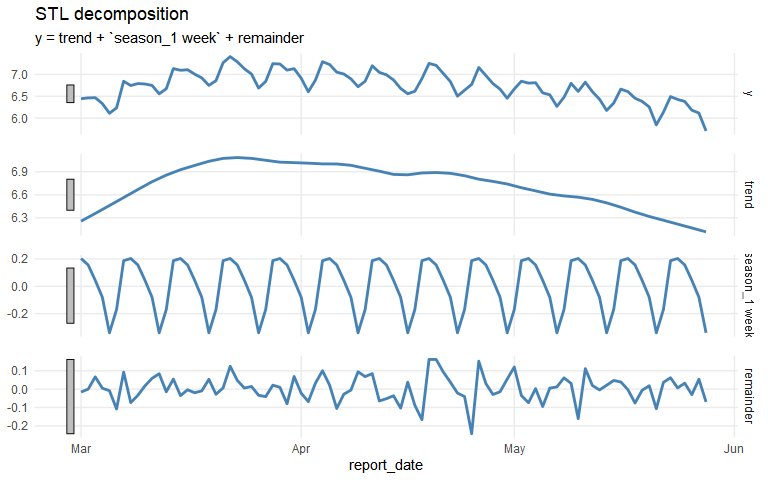 STL decomposition
y = trend + `season_1 week` + remainder
7.0
6.5
6.0
y
6.9
6.6
6.3
trend
0.2
0.0
-0.2
season_1 week
0.1
0.0
-0.1
-0.2
remainder
Mar Apr May Jun
report_date